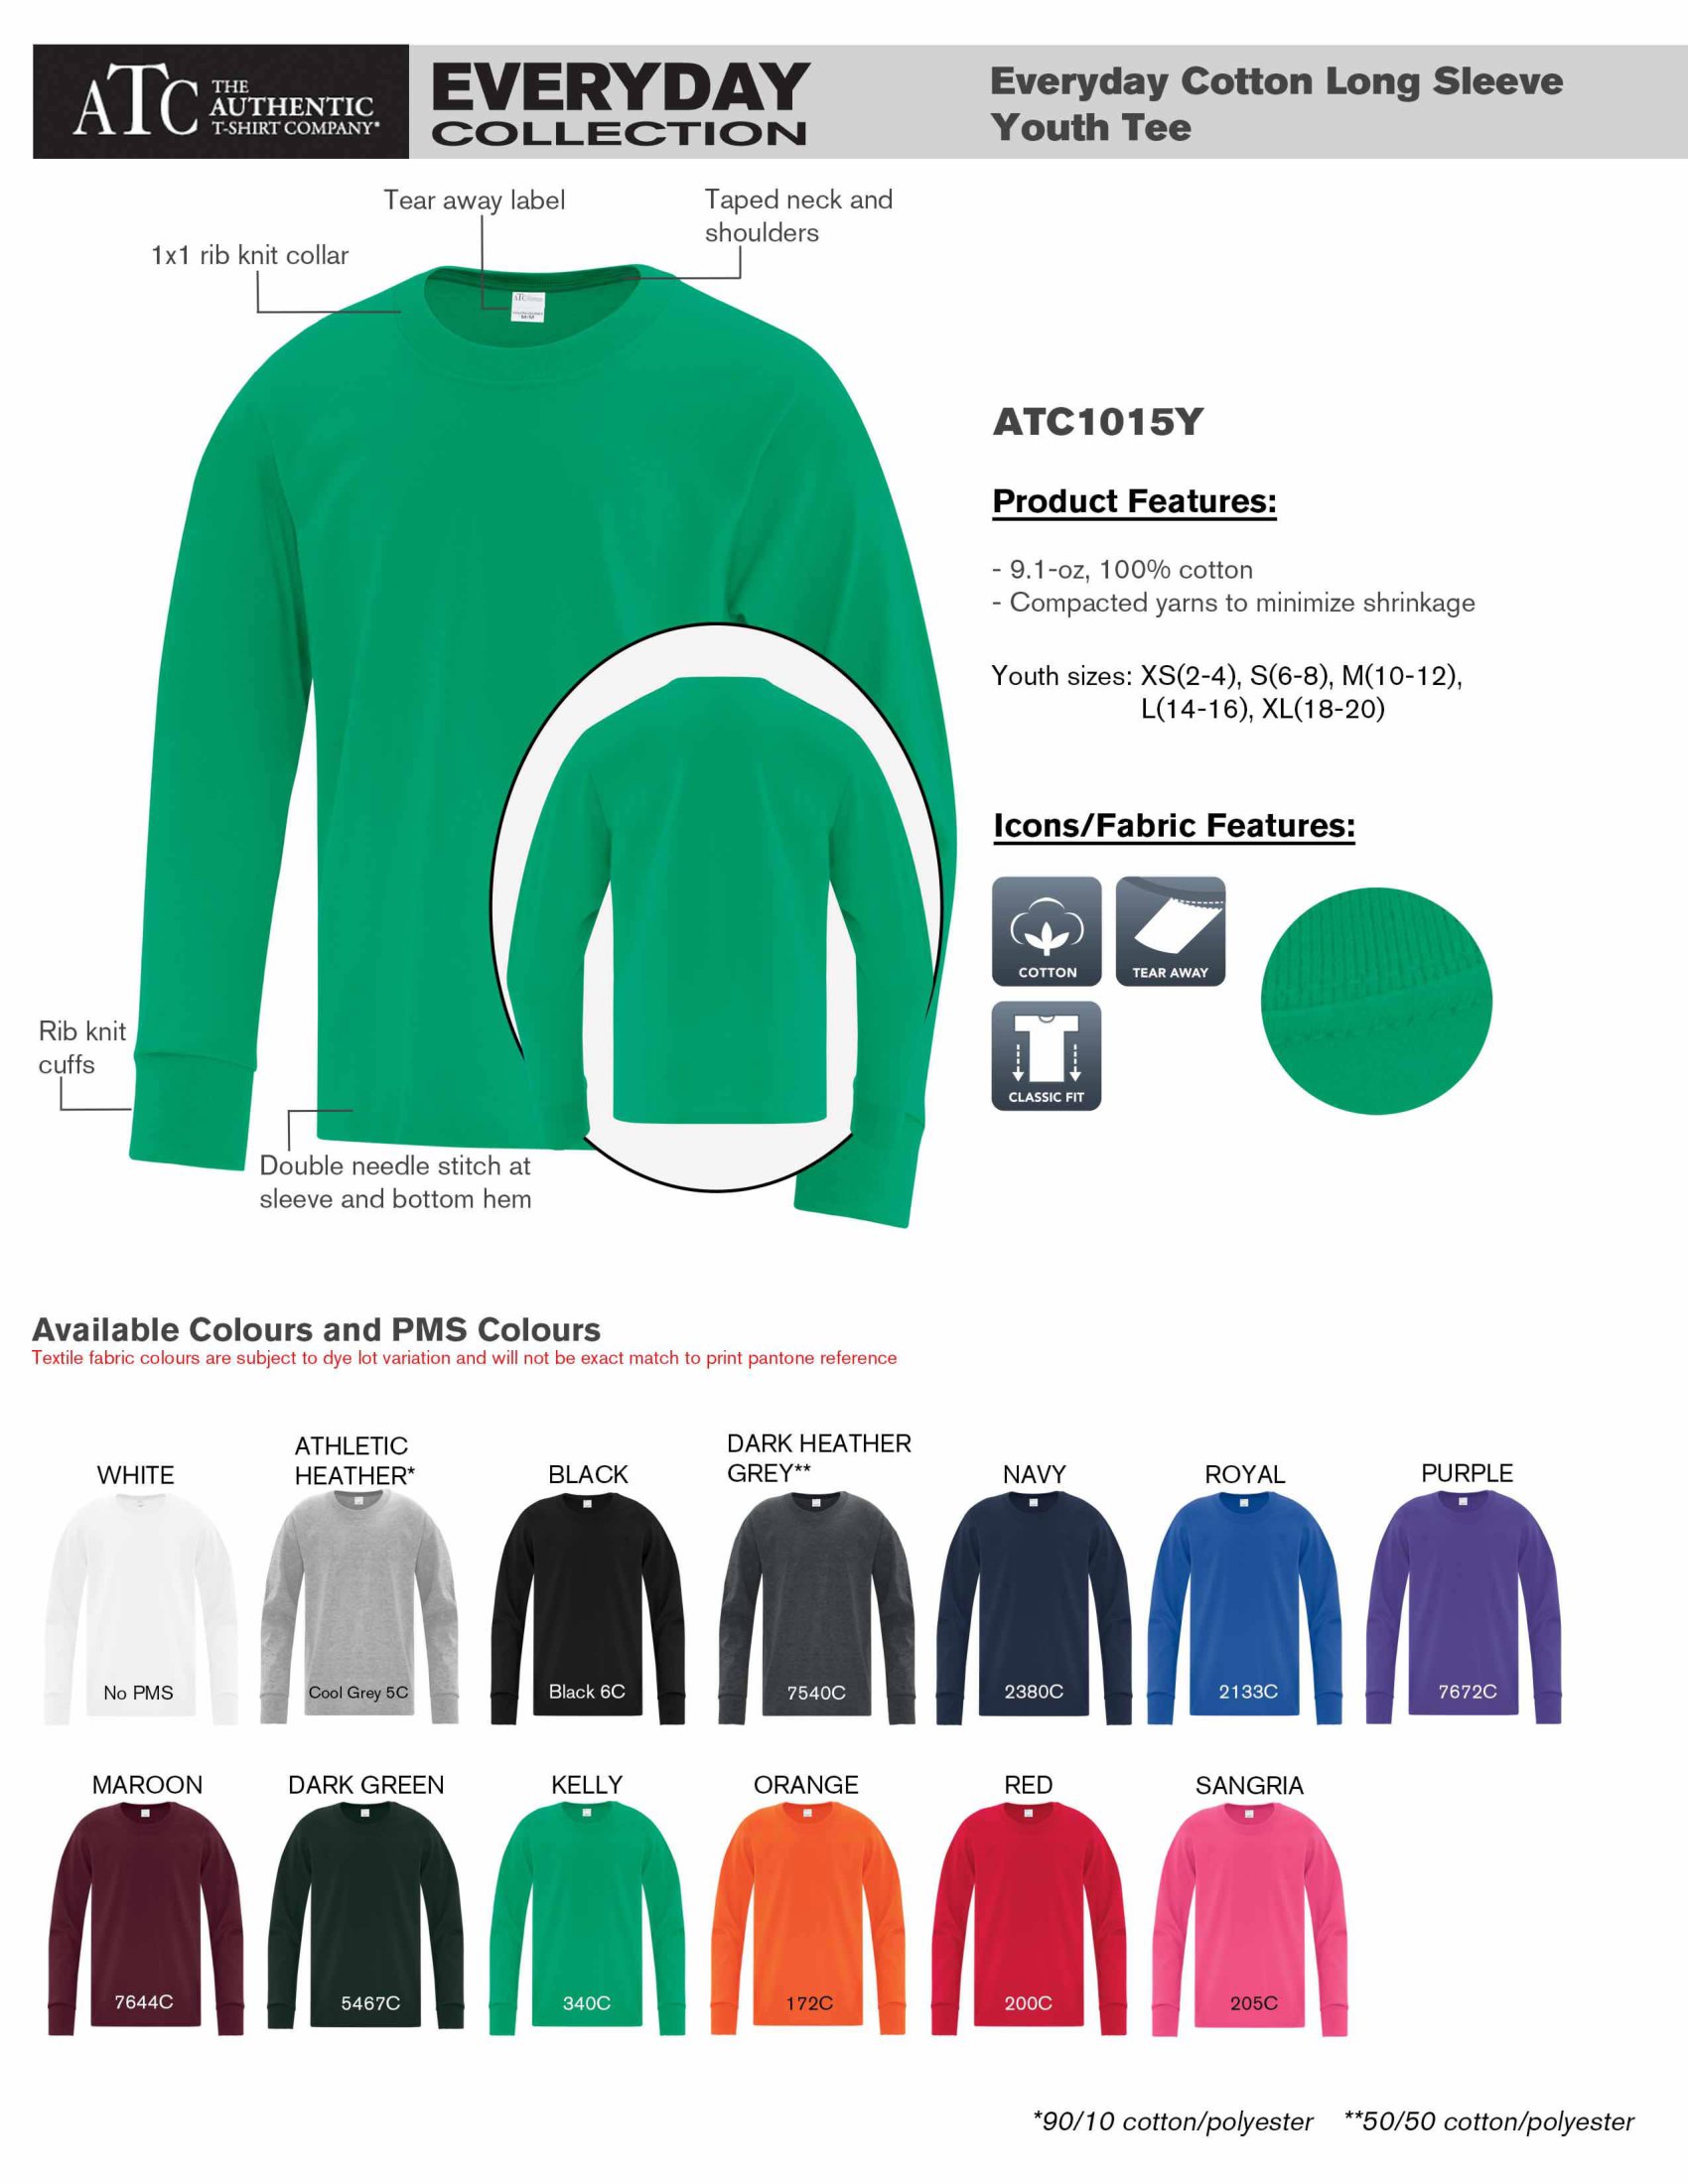 ATC THE
AUTHENTIC
T-SHIRT COMPANY®
EVERYDAY
COLLECTION
Everyday Cotton Long Sleeve
Youth Tee
Tear away label
Taped neck and
shoulders
1x1 rib knit collar
ATC1015Y
Product Features:
- 9.1-oz, 100% cotton
- Compacted yarns to minimize shrinkage
Youth sizes: XS(2-4), S(6-8), M(10-12),
L(14-16), XL(18-20)
Icons/Fabric Features:
COTTON
TEAR AWAY
CLASSIC FIT
Rib knit
cuffs
Double needle stitch at
sleeve and bottom hem
Available Colours and PMS Colours
Textile fabric colours are subject to dye lot variation and will not be exact match to print pantone reference
WHITE
ATHLETIC
HEATHER*
BLACK
DARK HEATHER
GREY**
NAVY
ROYAL
PURPLE
No PMS
Cool Grey 5C
Black 6C
7540C
2380C
2133C
7672C
MAROON
DARK GREEN
KELLY
ORANGE
RED
SANGRIA
7644C
5467C
340C
172C
200C
205C
*90/10 cotton/polyester **50/50 cotton/polyester